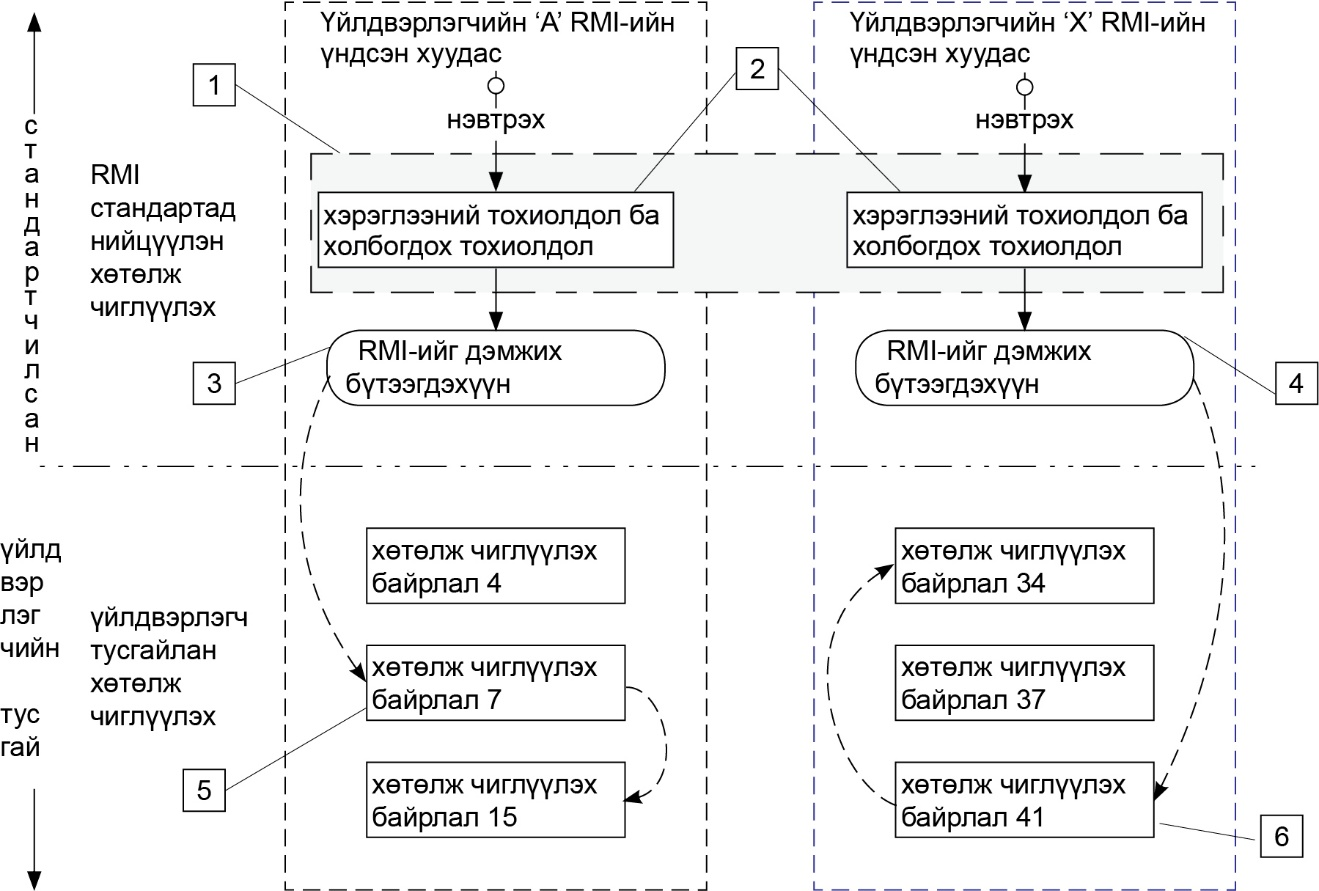 Үйлдвэрлэгчийн ‘A’ RMI-ийн
үндсэн хуудас
Үйлдвэрлэгчийн ‘X’ RMI-ийн
үндсэн хуудас
1
2
нэвтрэх
нэвтрэх
стандартчилсан
RMI
стандартад
нийцүүлэн
хөтөлж
чиглүүлэх
хэрэглээний тохиолдол ба
холбогдох тохиолдол
хэрэглээний тохиолдол ба
холбогдох тохиолдол
3
RMI-ийг дэмжих
бүтээгдэхүүн
RMI-ийг дэмжих
бүтээгдэхүүн
4
үйлд
вэр
лэг
чийн
тус
гай
үйлдвэрлэгч
тусгайлан
хөтөлж
чиглүүлэх
хөтөлж чиглүүлэх
байрлал 4
хөтөлж чиглүүлэх
байрлал 34
хөтөлж чиглүүлэх
байрлал 7
хөтөлж чиглүүлэх
байрлал 37
5
хөтөлж чиглүүлэх
байрлал 15
хөтөлж чиглүүлэх
байрлал 41
6